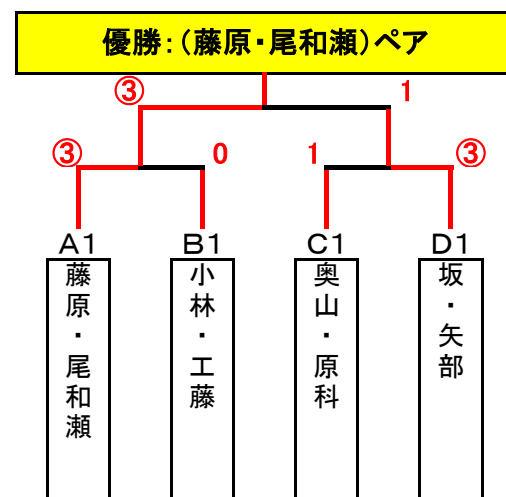 優勝:(藤原・尾和瀬)ペア
③ 1
③ 0 1 ③
A1 B1 C1 D1
藤原・尾和瀬
小林・工藤
奥山・原科
坂・矢部